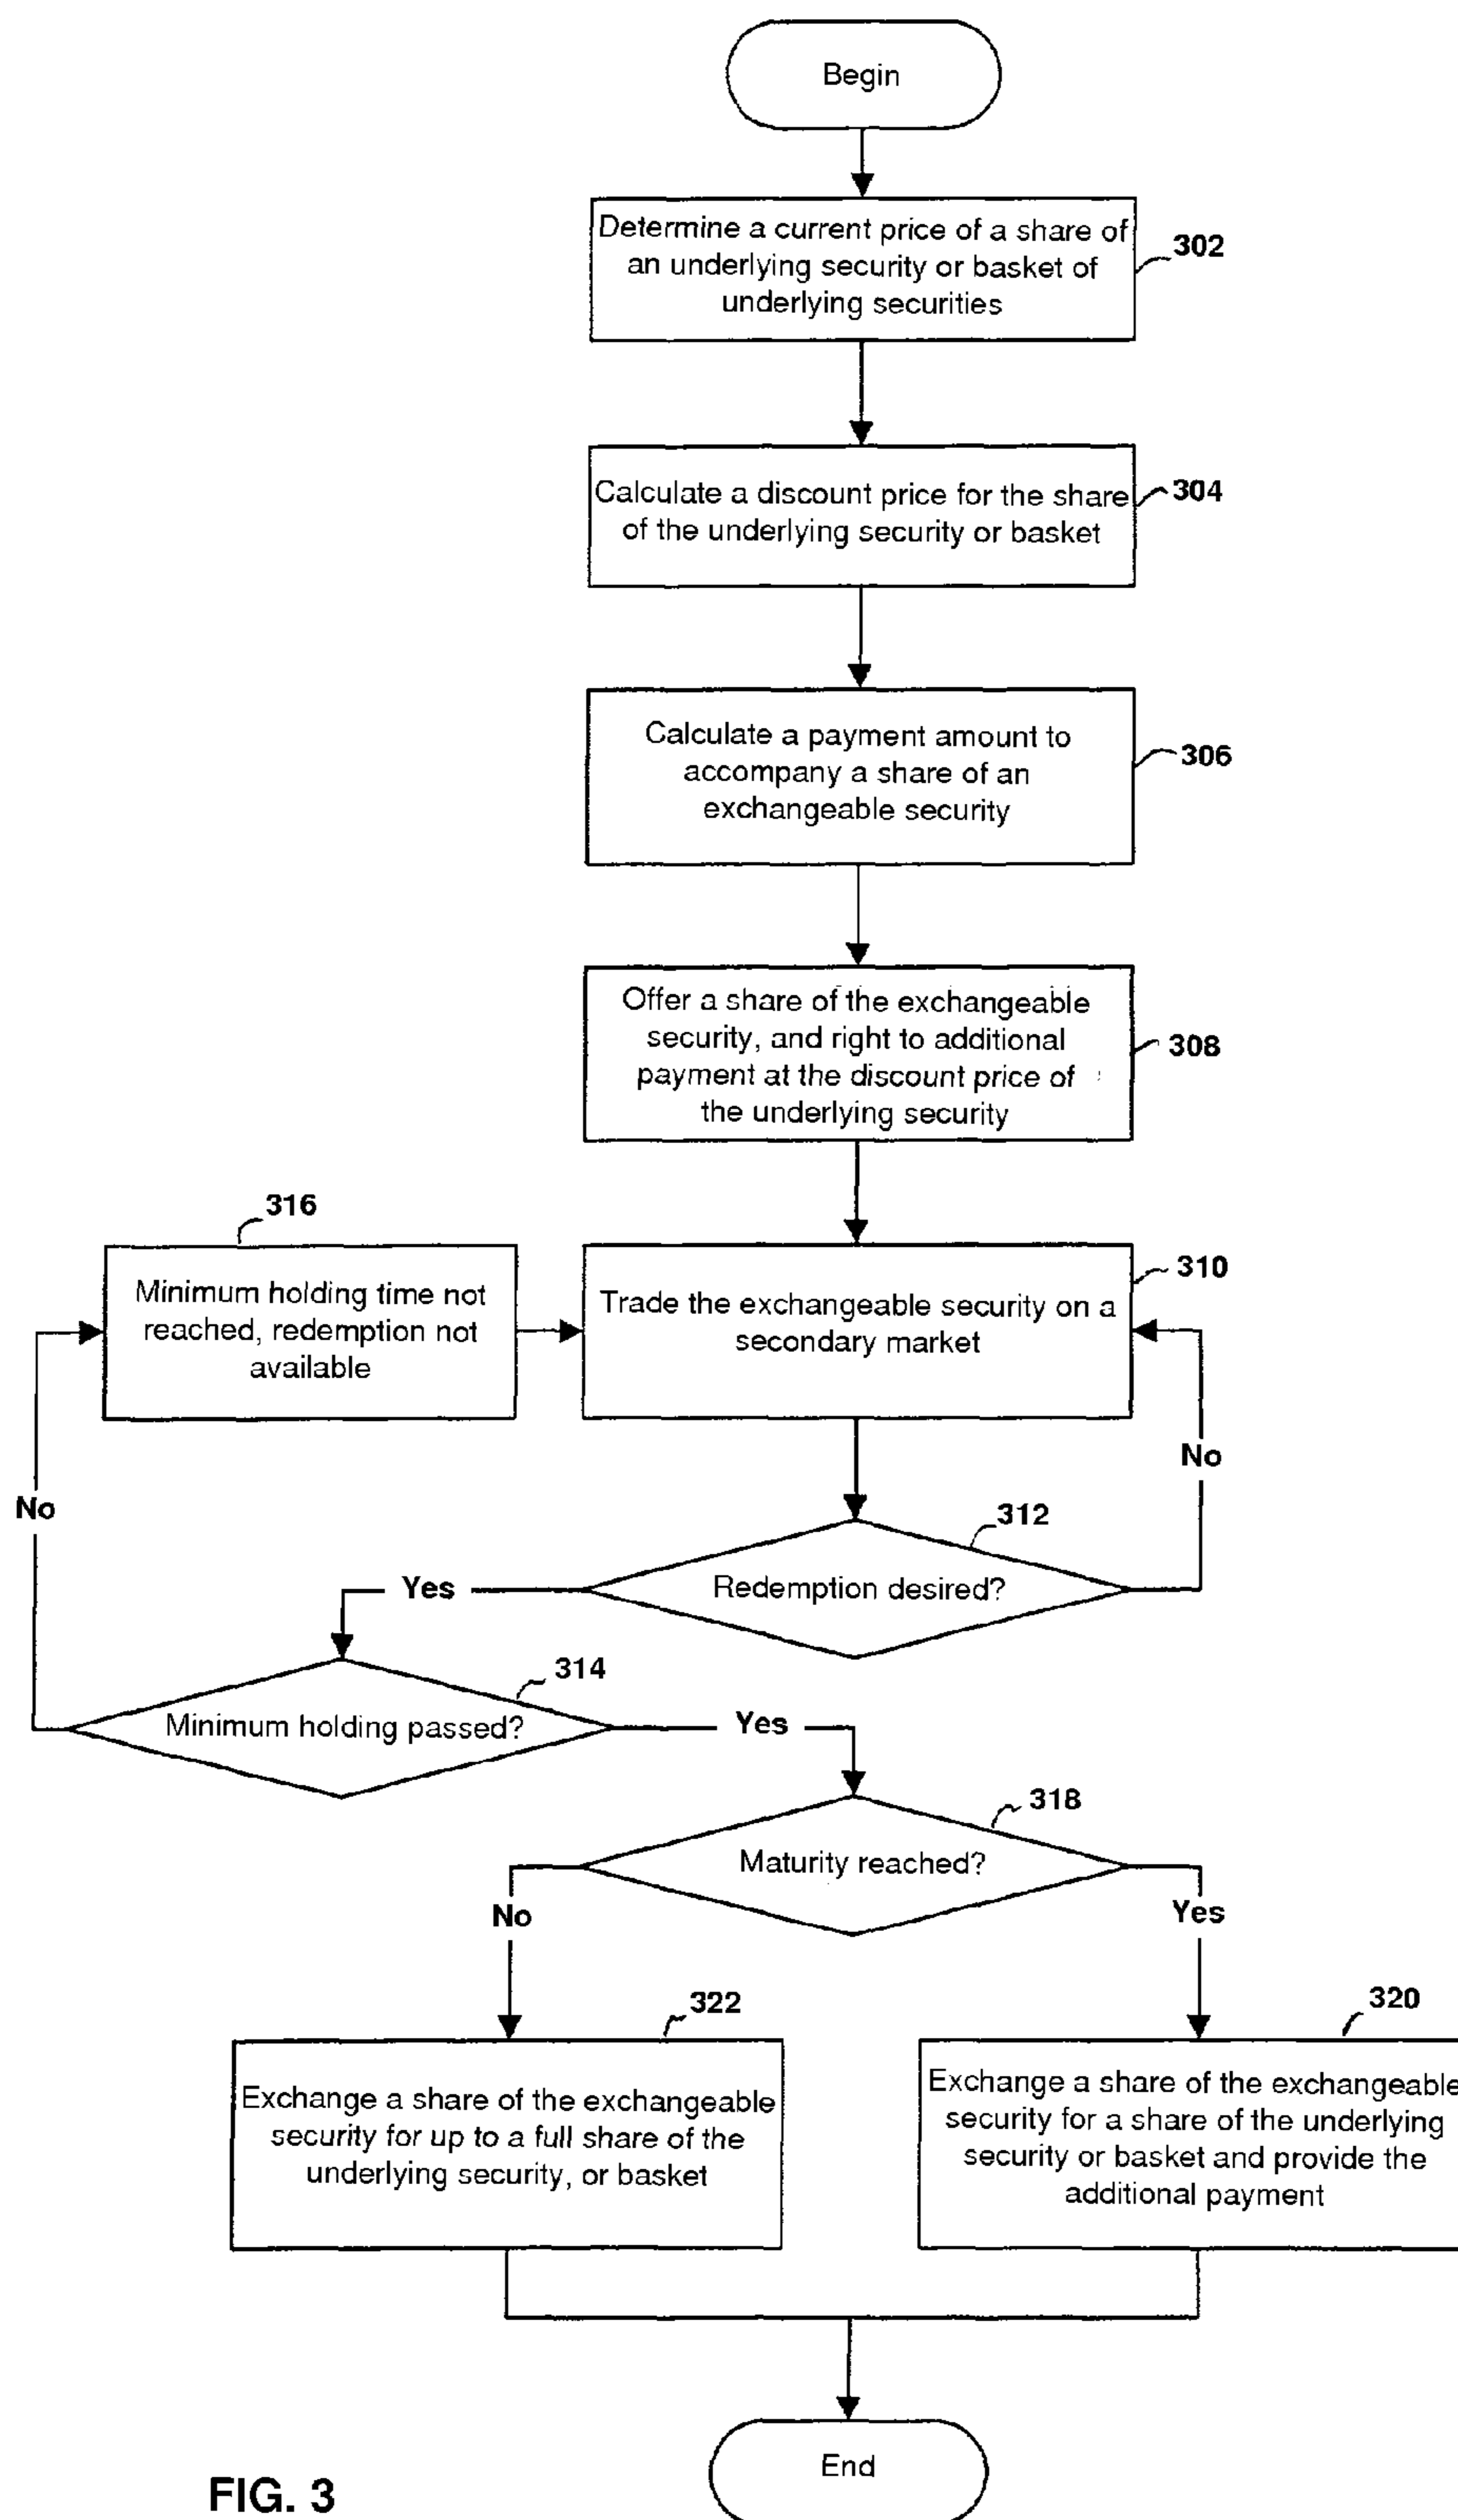 Begin
Determine a current price of a share of
an underlying security or basket of
underlying securities
302
Calculate a discount price for the share
of the underlying security or basket
304
Calculate a payment amount to
accompany a share of an
exchangeable security
306
Offer a share of the exchangeable
security, and right to additional
payment at the discount price of
the underlying security
308
316
Minimum holding time not
reached, redemption not
available
310
Trade the exchangeable security on a
secondary market
No
No
312
Redemption desired?
Yes
314
Minimum holding passed?
Yes
318
Maturity reached?
No
Yes
322
Exchange a share of the exchangeable
security for up to a full share of the
underlying security, or basket
320
Exchange a share of the exchangeable
security for a share of the underlying
security or basket and provide the
additional payment
End
FIG. 3